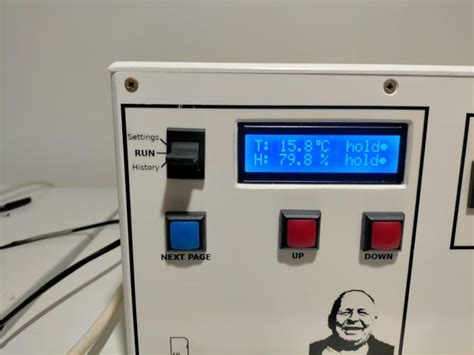 Settings
RUN
History
T: 15.8°C hold
H: 79.8 % hold
NEXT PAGE
UP
DOWN